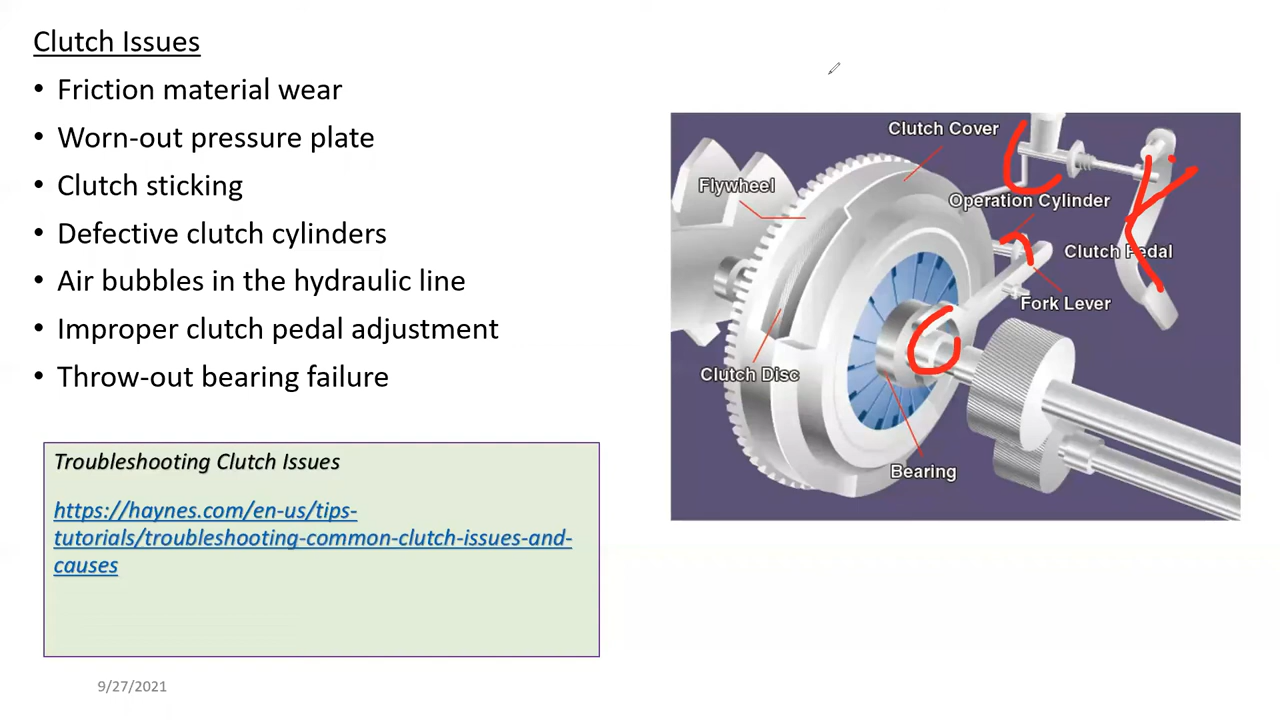 Clutch Issues
• Friction material wear
• Worn-out pressure plate
• Clutch sticking
• Defective clutch cylinders
• Air bubbles in the hydraulic line
• Improper clutch pedal adjustment
• Throw-out bearing failure
Troubleshooting Clutch Issues
https://haynes.com/en-us/tips-
tutorials/troubleshooting-common-clutch-issues-and-
causes
9/27/2021
Clutch Cover
Flywheel
Operation Cylinder
Clutch Pedal
Fork Lever
Clutch Disc
Bearing